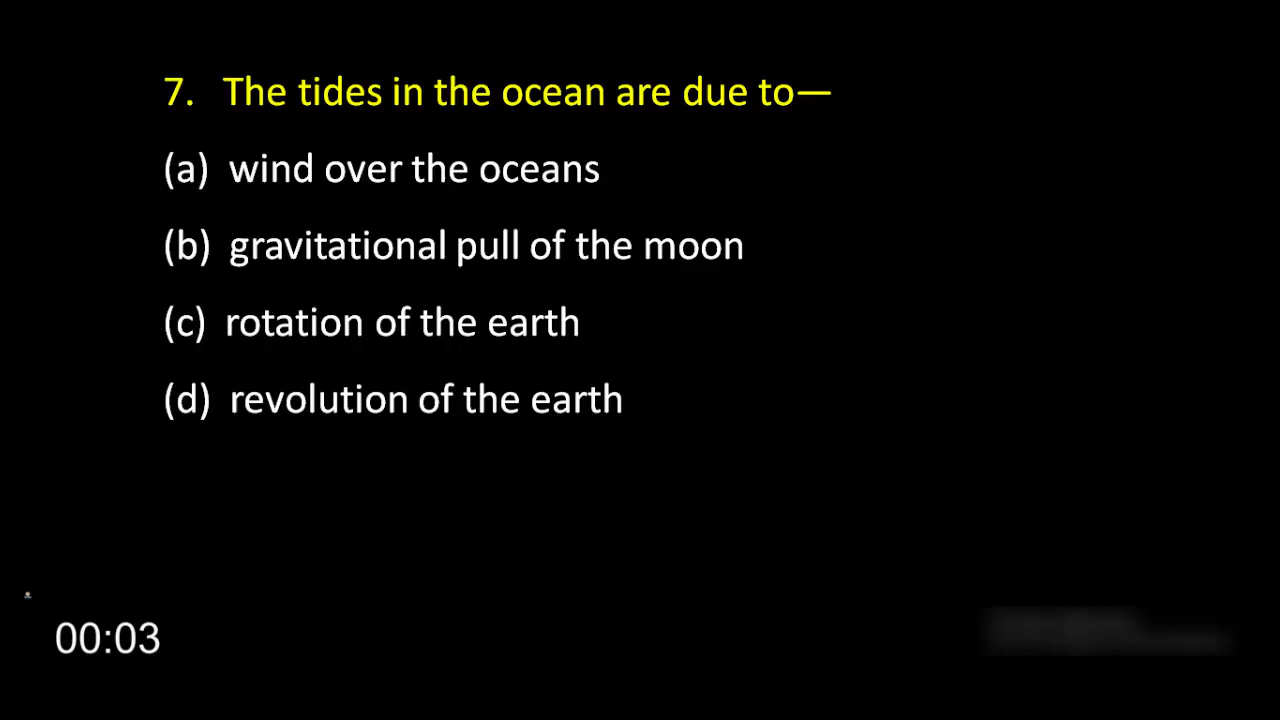 7. The tides in the ocean are due to—
(a) wind over the oceans
(b) gravitational pull of the moon
(c) rotation of the earth
(d) revolution of the earth
00:03